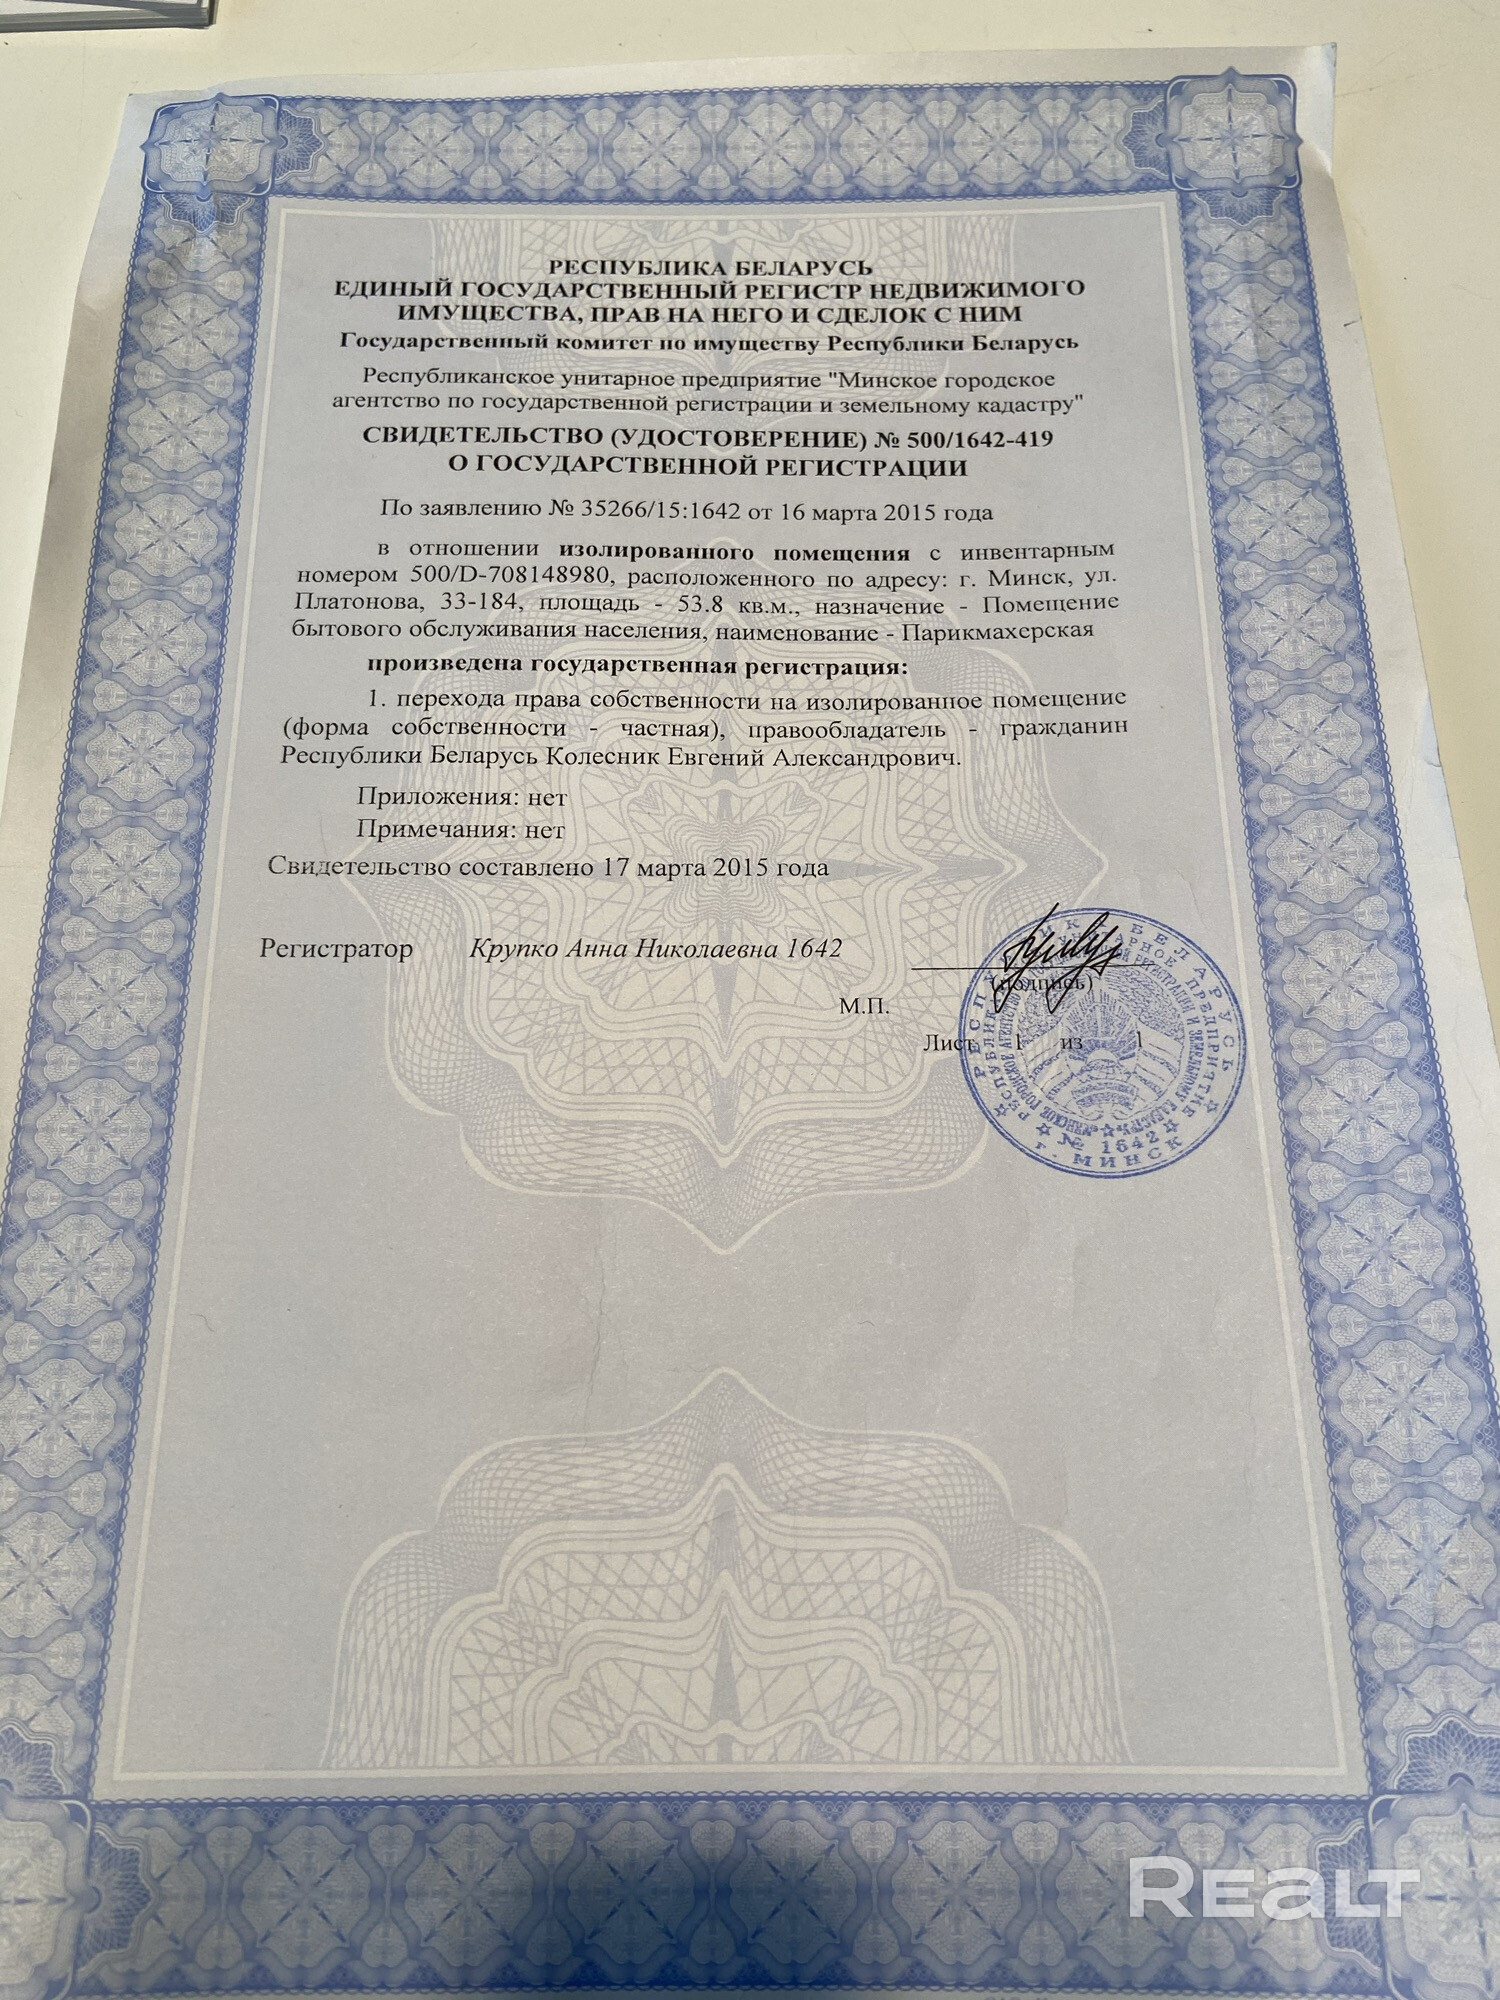 РЕСПУБЛИКА БЕЛАРУСЬ
ЕДИНЫЙ ГОСУДАРСТВЕННЫЙ РЕГИСТР НЕДВИЖИМОГО
ИМУЩЕСТВА, ПРАВ НА НЕГО И СДЕЛОК С НИМ
Государственный комитет по имуществу Республики Беларусь
Республиканское унитарное предприятие "Минское городское
агентство по государственной регистрации и земельному кадастру"
СВИДЕТЕЛЬСТВО (УДОСТОВЕРЕНИЕ) № 500/1642-419
О ГОСУДАРСТВЕННОЙ РЕГИСТРАЦИИ
По заявлению № 35266/15:1642 от 16 марта 2015 года
в отношении изолированного помещения с инвентарным
номером 500/D-708148980, расположенного по адресу: г. Минск, ул.
Платонова, 33-184, площадь - 53.8 кв.м., назначение - Помещение
бытового обслуживания населения, наименование - Парикмахерская
произведена государственная регистрация:
1. перехода права собственности на изолированное помещение
(форма собственности - частная), правообладатель - гражданин
Республики Беларусь Колесник Евгений Александрович.
Приложения: нет
Примечания: нет
Свидетельство составлено 17 марта 2015 года
Регистратор Крупко Анна Николаевна 1642
(подпись)
М.П.
Лист 1 из 1
РЕСПУБЛИКА БЕЛАРУСЬ
РЕСПУБЛИКАНСКОЕ УНИТАРНОЕ ПРЕДПРИЯТИЕ
№ 1642
г. МИНСК
REALT